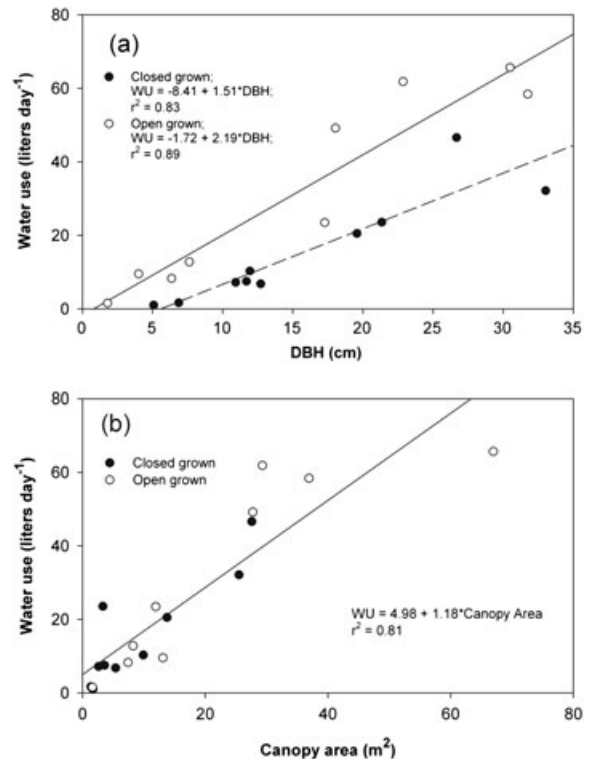 (a)
Closed grown;
WU = -8.41 + 1.51*DBH;
r² = 0.83
Open grown;
WU = -1.72 + 2.19*DBH;
r² = 0.89
Water use (liters day⁻¹)
80
60
40
20
0
0 5 10 15 20 25 30 35
DBH (cm)
(b)
Closed grown
Open grown
WU = 4.98 + 1.18*Canopy Area
r² = 0.81
Water use (liters day⁻¹)
80
60
40
20
0
0 20 40 60 80
Canopy area (m²)